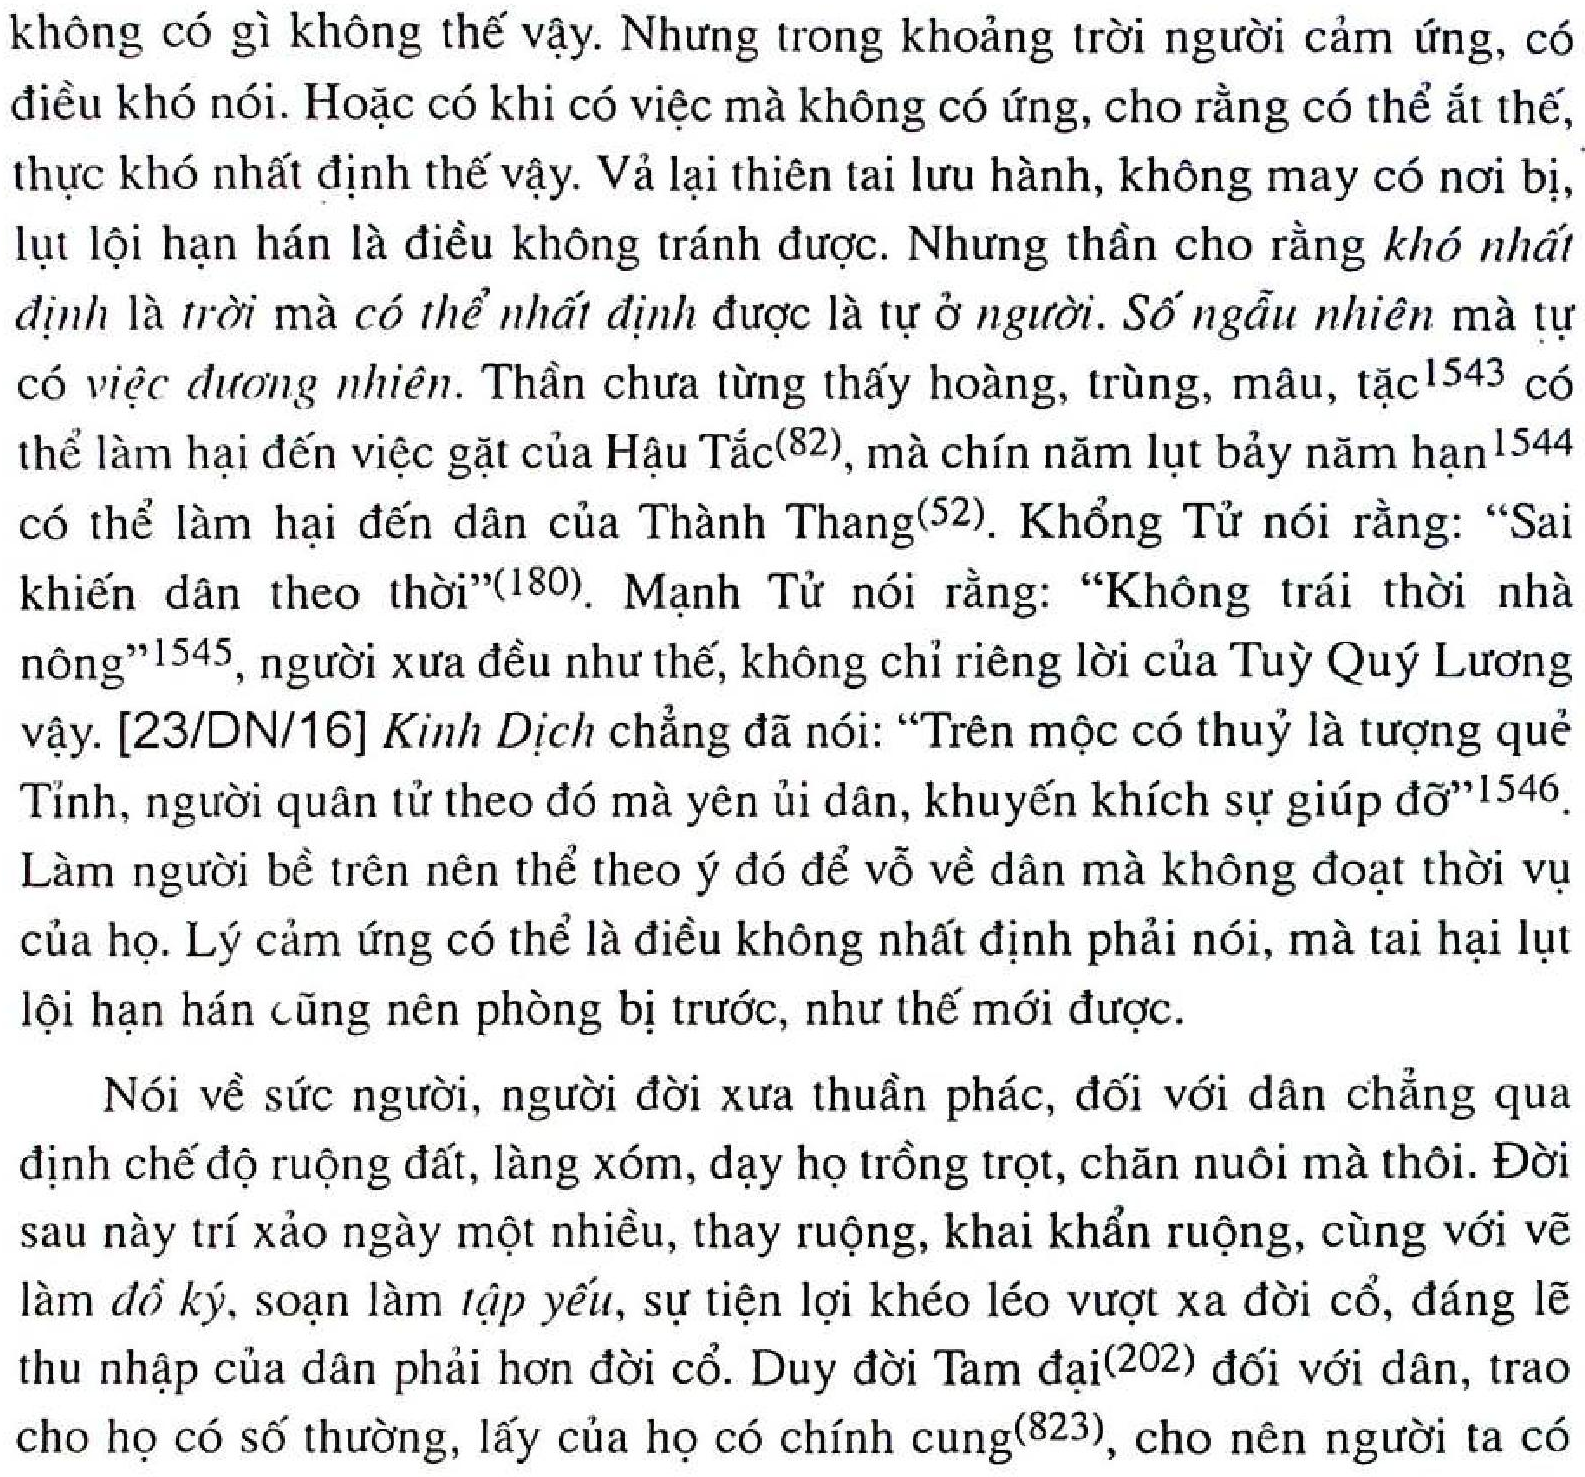 không có gì không thế vậy. Nhưng trong khoảng trời người cảm ứng, có
điều khó nói. Hoặc có khi có việc mà không có ứng, cho rằng có thể ắt thế,
thực khó nhất định thế vậy. Vả lại thiên tai lưu hành, không may có nơi bị,
lụt lội hạn hán là điều không tránh được. Nhưng thần cho rằng khó nhất
định là trời mà có thể nhất định được là tự ở người. Số ngẫu nhiên mà tự
có việc đương nhiên. Thần chưa từng thấy hoàng, trùng, mâu, tặc1543 có
thể làm hại đến việc gặt của Hậu Tắc(82), mà chín năm lụt bảy năm hạn1544
có thể làm hại đến dân của Thành Thang(52). Khổng Tử nói rằng: “Sai
khiến dân theo thời”(180). Mạnh Tử nói rằng: “Không trái thời nhà
nông”1545, người xưa đều như thế, không chỉ riêng lời của Tuỳ Quý Lương
vậy. [23/DN/16] Kinh Dịch chẳng đã nói: “Trên mộc có thuỷ là tượng quẻ
Tỉnh, người quân tử theo đó mà yên ủi dân, khuyến khích sự giúp đỡ”1546.
Làm người bề trên nên thể theo ý đó để vỗ về dân mà không đoạt thời vụ
của họ. Lý cảm ứng có thể là điều không nhất định phải nói, mà tai hại lụt
lội hạn hán cũng nên phòng bị trước, như thế mới được.
Nói về sức người, người đời xưa thuần phác, đối với dân chẳng qua
định chế độ ruộng đất, làng xóm, dạy họ trồng trọt, chăn nuôi mà thôi. Đời
sau này trí xảo ngày một nhiều, thay ruộng, khai khẩn ruộng, cùng với vẽ
làm đồ ký, soạn làm tập yếu, sự tiện lợi khéo léo vượt xa đời cổ, đáng lẽ
thu nhập của dân phải hơn đời cổ. Duy đời Tam đại(202) đối với dân, trao
cho họ có số thường, lấy của họ có chính cung(823), cho nên người ta có